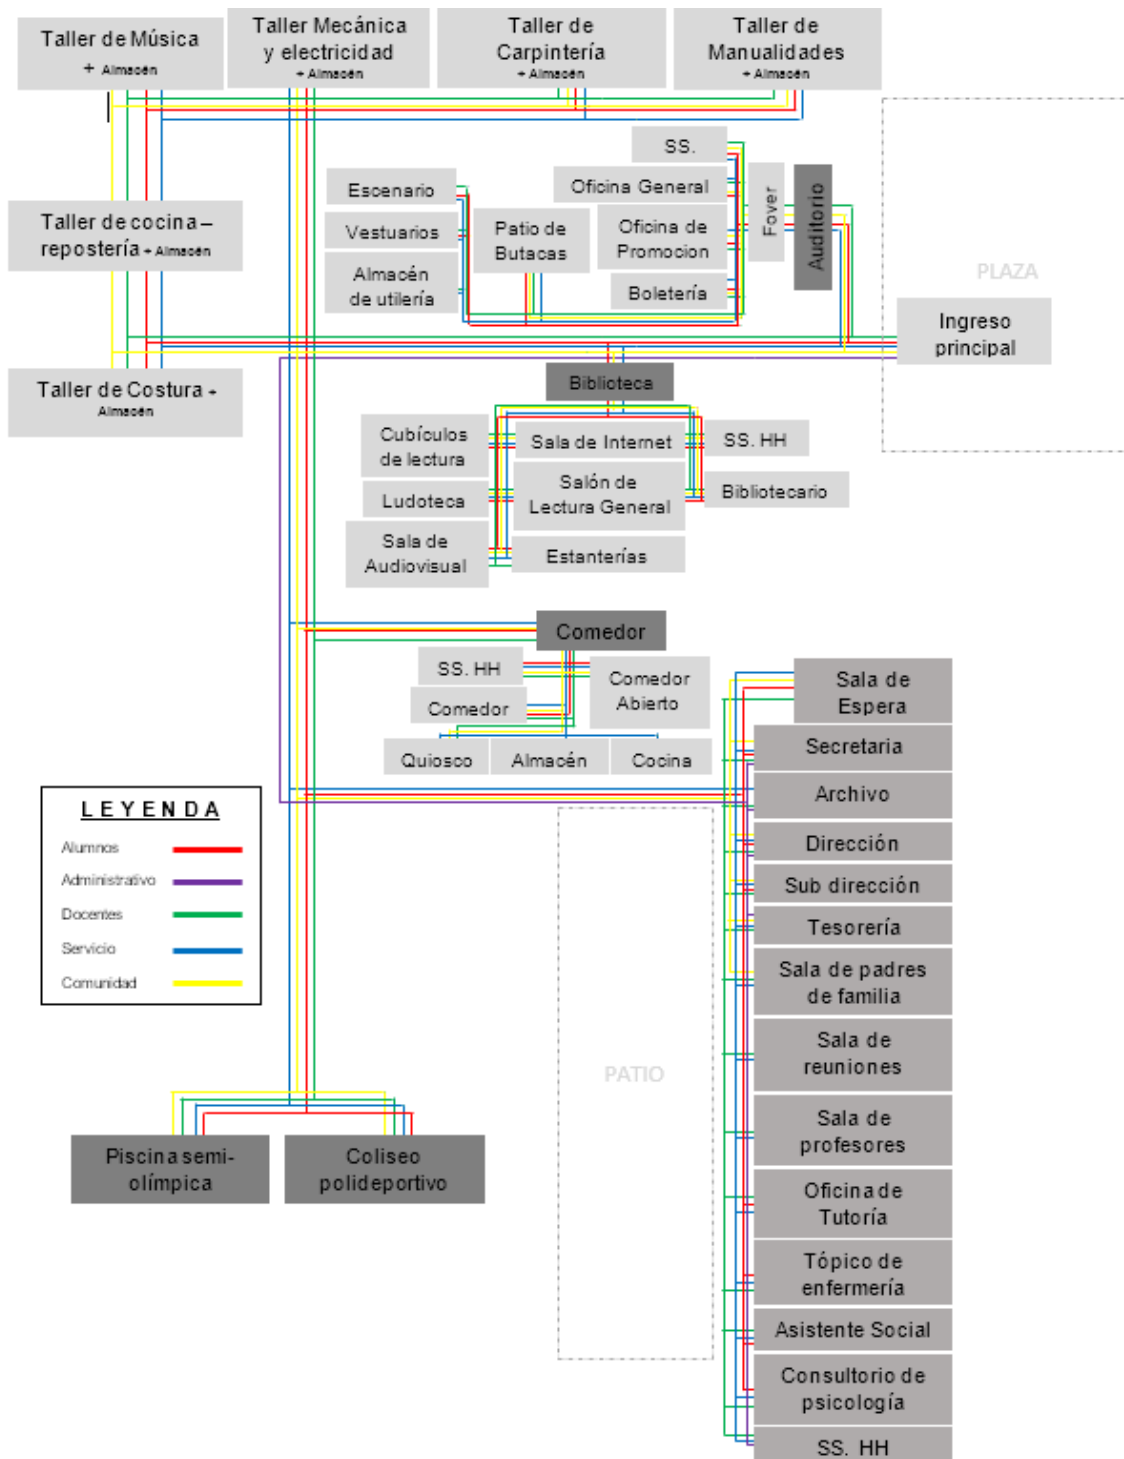 Taller de Música
+ Almacén
Taller Mecánica
y electricidad
+ Almacén
Taller de
Carpintería
+ Almacén
Taller de
Manualidades
+ Almacén
SS.
Oficina General
Oficina de
Promocion
Boletería
Foyer
Auditorio
Escenario
Vestuarios
Almacén
de utilería
Patio de
Butacas
Taller de cocina –
repostería + Almacén
PLAZA
Ingreso
principal
Taller de Costura +
Almacén
Biblioteca
Cubículos
de lectura
Sala de Internet
SS. HH
Ludoteca
Salón de
Lectura General
Bibliotecario
Sala de
Audiovisual
Estanterías
Comedor
SS. HH
Comedor
Abierto
Comedor
Quiosco
Almacén
Cocina
Sala de
Espera
Secretaria
Archivo
Dirección
Sub dirección
Tesorería
Sala de padres
de familia
Sala de
reuniones
Sala de
profesores
Oficina de
Tutoría
Tópico de
enfermería
Asistente Social
Consultorio de
psicología
SS. HH
LEYENDA
Alumnos
Administrativo
Docentes
Servicio
Comunidad
PATIO
Piscina semi-
olímpica
Coliseo
polideportivo